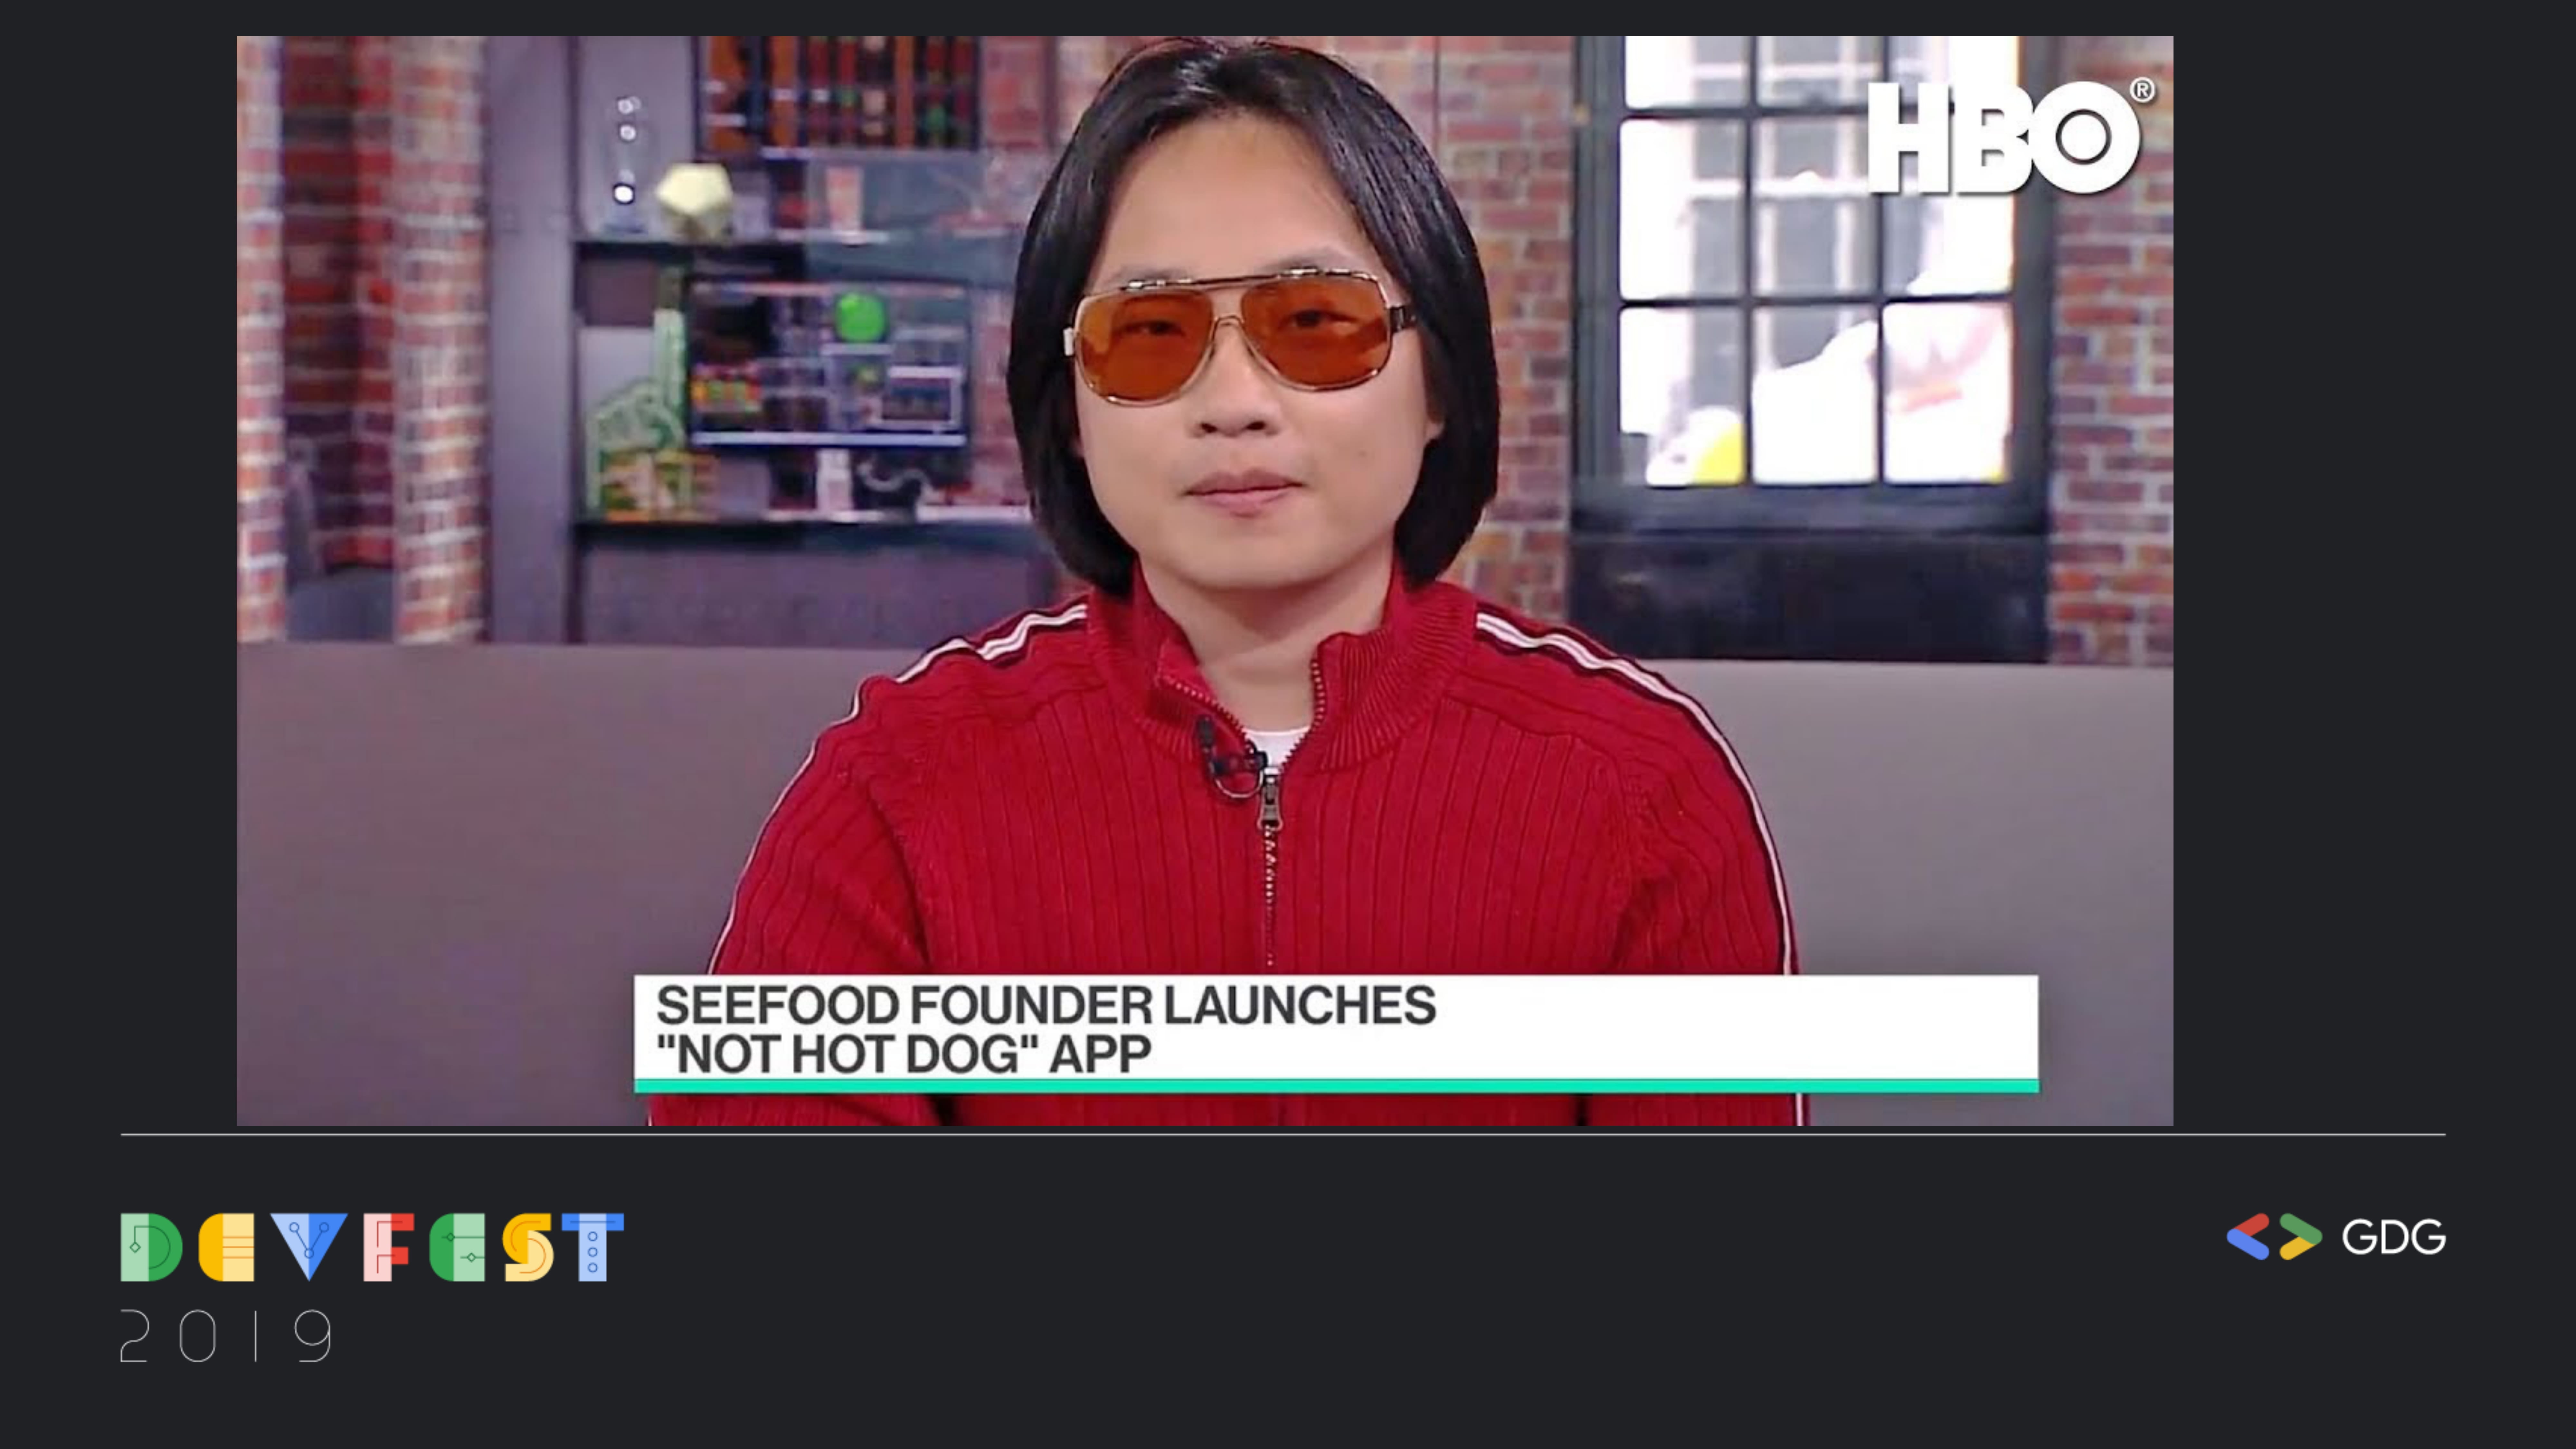 HBO®
SEEFOOD FOUNDER LAUNCHES
"NOT HOT DOG" APP
DEVFEST
2019
GDG